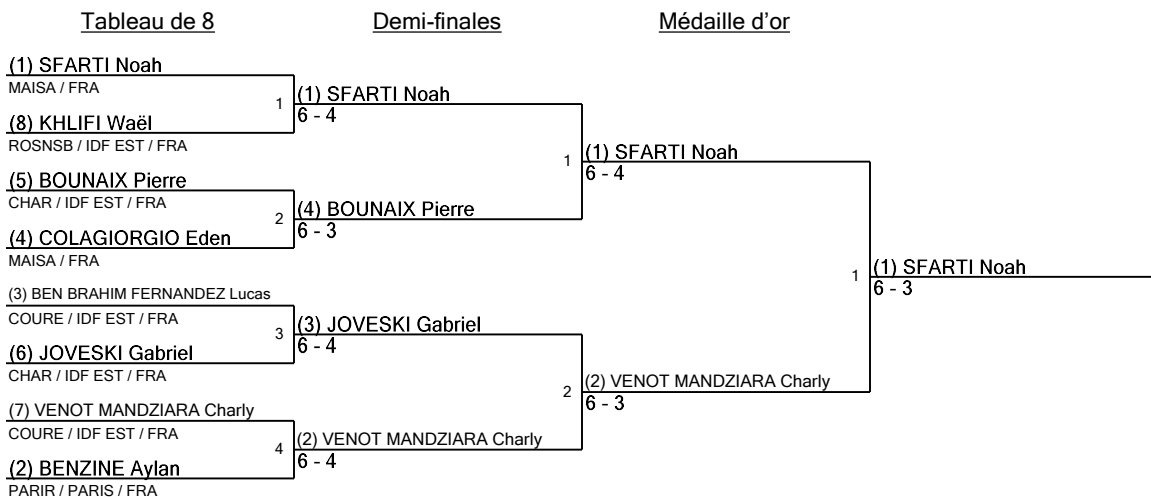 Tableau de 8
Demi-finales
Médaille d'or
(1) SFARTI Noah
MAISA / FRA
1
(1) SFARTI Noah
6 - 4
(8) KHLIFI Waël
ROSNSB / IDF EST / FRA
1
(1) SFARTI Noah
6 - 4
(5) BOUNAIX Pierre
CHAR / IDF EST / FRA
2
(4) BOUNAIX Pierre
6 - 3
(4) COLAGIORGIO Eden
MAISA / FRA
1
(1) SFARTI Noah
6 - 3
(3) BEN BRAHIM FERNANDEZ Lucas
COURE / IDF EST / FRA
3
(3) JOVESKI Gabriel
6 - 4
(6) JOVESKI Gabriel
CHAR / IDF EST / FRA
2
(2) VENOT MANDZIARA Charly
6 - 3
(7) VENOT MANDZIARA Charly
COURE / IDF EST / FRA
4
(2) VENOT MANDZIARA Charly
6 - 4
(2) BENZINE Aylan
PARIR / PARIS / FRA